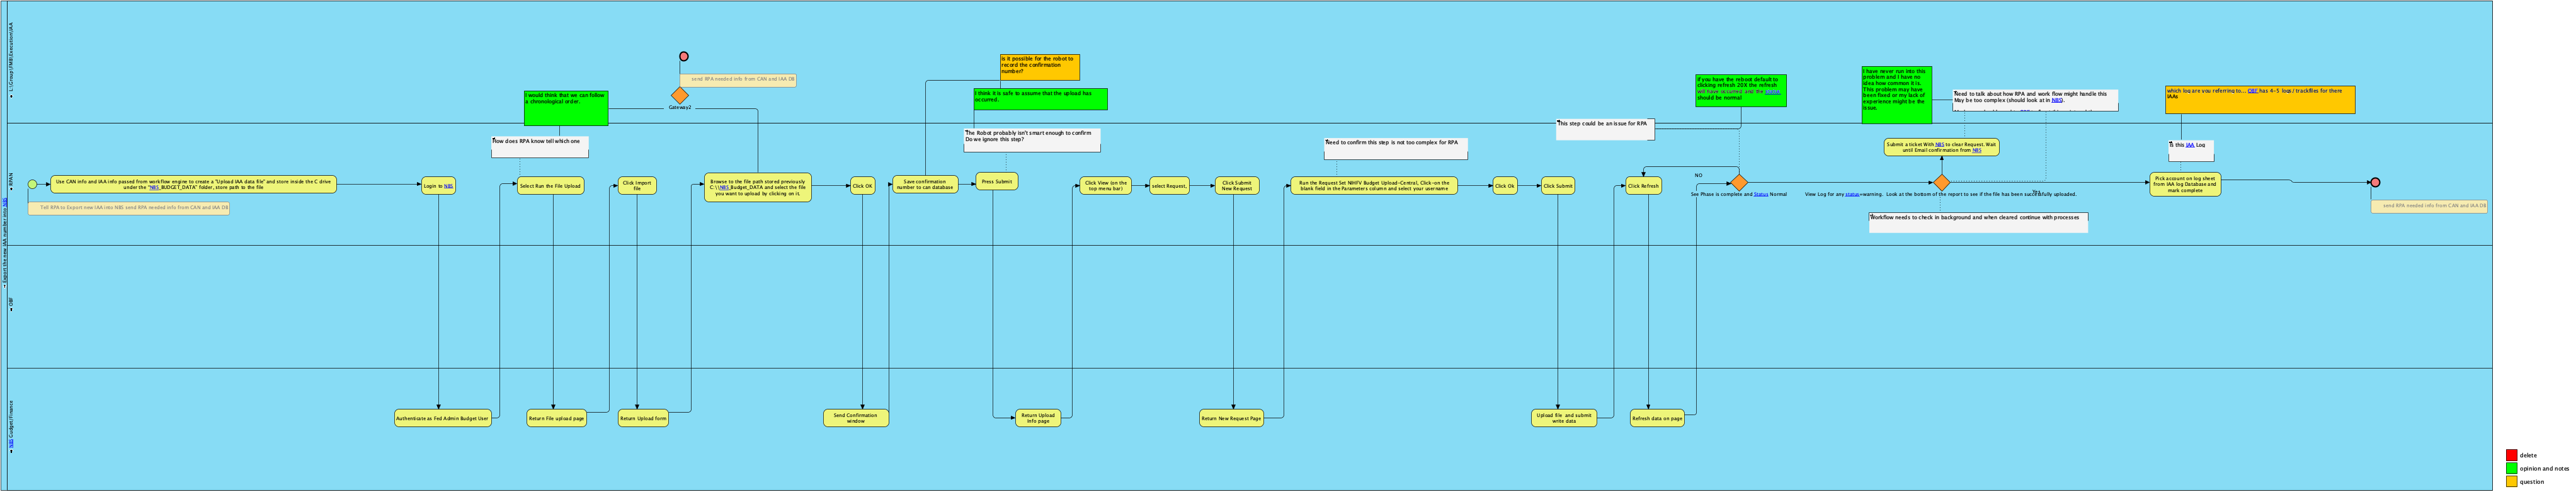 L:\Groups\FMB\Execution\IAA
RPAN
OBF
NBS Gudget/Finance
Export the new IAA number into NBS
send RPA needed info from CAN and IAA DB
Gateway2
I would think that we can follow
a chronological order.
How does RPA know tell which one
is it possible for the robot to
record the confirmation
number?
I think it is safe to assume that the upload has
occurred.
The Robot probably isn't smart enough to confirm
Do we ignore this step?
Need to confirm this step is not too complex for RPA
If you have the reboot default to
clicking refresh 20X the refresh
will have occurred and the status
should be normal
This step could be an issue for RPA
I have never run into this
problem and I have no
idea how common it is.
This problem may have
been fixed or my lack of
experience might be the
issue.
Need to talk about how RPA and work flow might handle this
May be too complex (should look at in NBS).
which log are you referring to... OBF has 4-5 logs / trackfiles for there
IAAs
Is this IAA Log
Submit a ticket With NBS to clear Request. Wait
until Email confirmation from NBS
Use CAN info and IAA info passed from workflow engine to create a "Upload IAA data file" and store inside the C drive
under the "NBS_BUDGET_DATA" folder, store path to the file
Tell RPA to Export new IAA into NBS, send RPA needed info from CAN and IAA DB
Login to NBS
Select Run the File Upload
Click Import
file
Browse to the file path stored previously
C:\\NBS_Budget_DATA and select the file
you want to upload by clicking on it.
Click OK
Save confirmation
number to can database
Press Submit
Click View (on the
top menu bar)
select Request,
Click Submit
New Request
Run the Request Set NIHTV Budget Upload-Central, Click-on the
blank field in the Parameters column and select your username
Click Ok
Click Submit
Click Refresh
NO
See Phase is complete and Status Normal
View Log for any status=warning. Look at the bottom of the report to see if the file has been successfully uploaded.
Yes
Workflow needs to check in background and when cleared continue with processes
Pick account on log sheet
from IAA log Database and
mark complete
send RPA needed info from CAN and IAA DB
Authenticate as Fed Admin Budget User
Return File upload page
Return Upload form
Send Confirmation
window
Return Upload
Info page
Return New Request Page
Upload file and submit
write data
Refresh data on page
delete
opinion and notes
question